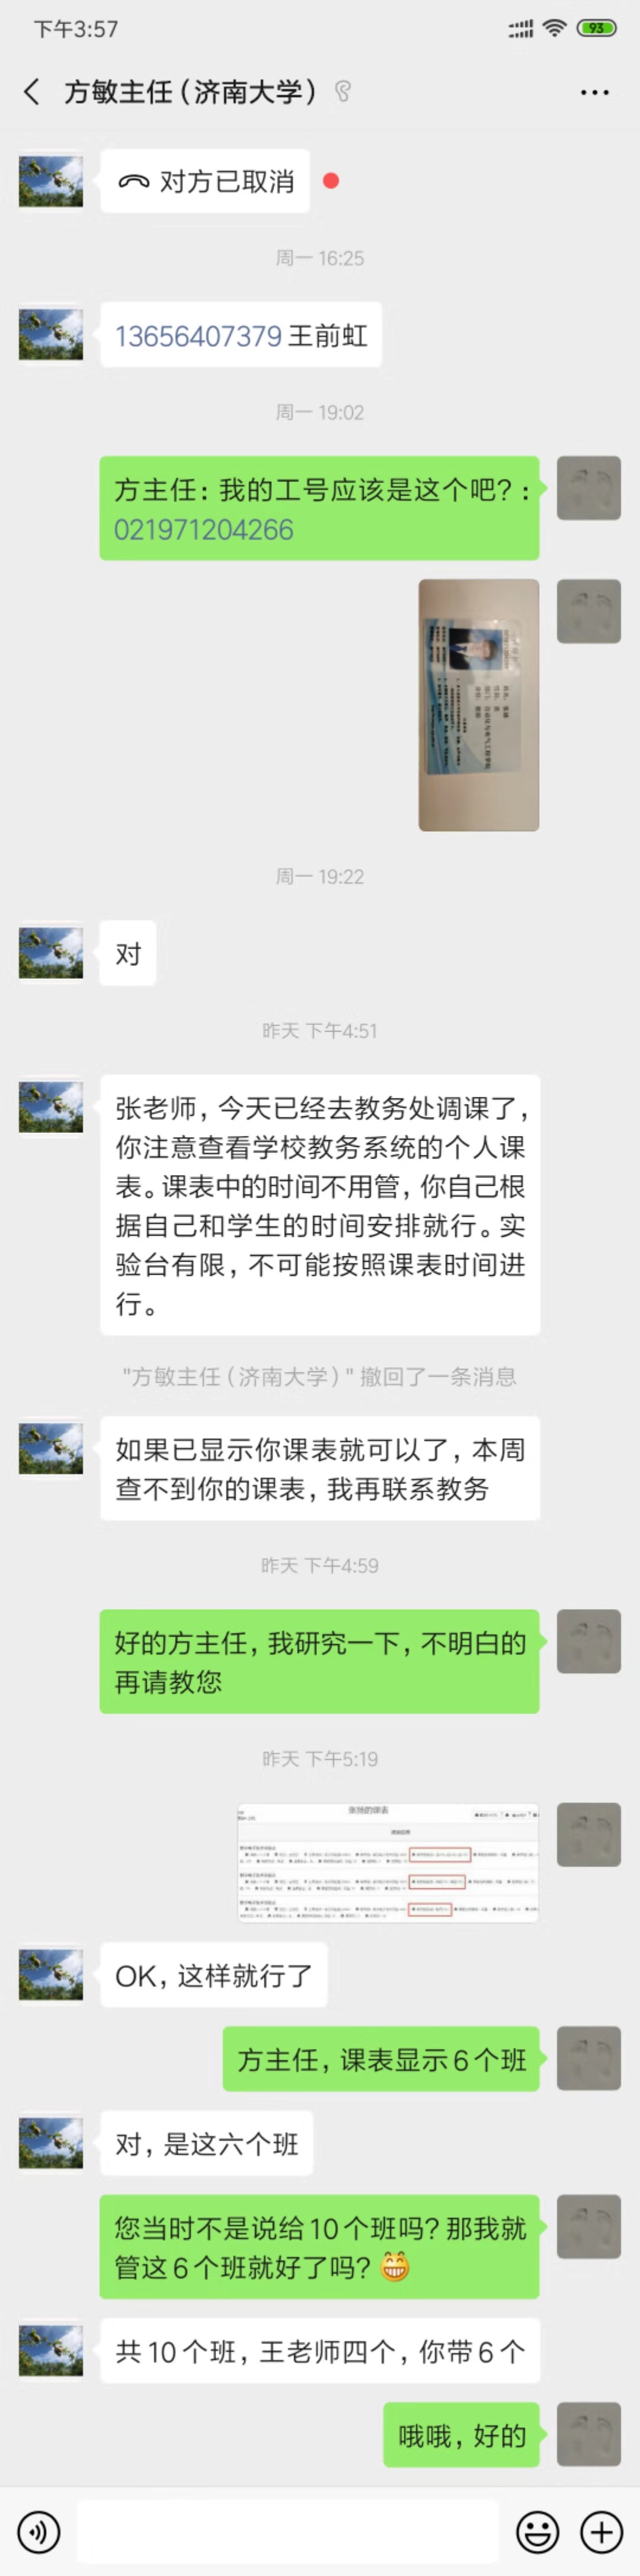 下午3:57
93
方敏主任（济南大学）
对方已取消
周一 16:25
13656407379 王前虹
周一 19:02
方主任：我的工号应该是这个吧？：
021971204266
周一 19:22
对
昨天 下午4:51
张老师，今天已经去教务处调课了，
你注意查看学校教务系统的个人课
表。课表中的时间不用管，你自己根
据自己和学生的时间安排就行。实
验台有限，不可能按照课表时间进
行。
"方敏主任（济南大学）" 撤回了一条消息
如果已显示你课表就可以了，本周
查不到你的课表，我再联系教务
昨天 下午4:59
好的方主任，我研究一下，不明白的
再请教您
昨天 下午5:19
OK，这样就行了
方主任，课表显示6个班
对，是这六个班
您当时不是说给10个班吗？那我就
管这6个班就好了吗？😁
共10个班，王老师四个，你带6个
哦哦，好的